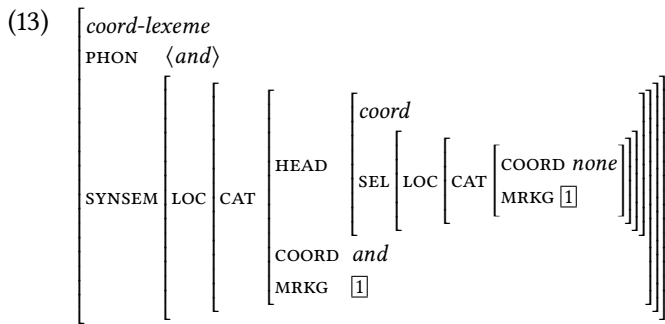 (13)
coord-lexeme
PHON ⟨and⟩
coord
HEAD
COORD none
SYNSEM LOC CAT SEL LOC CAT
MRKG 1
COORD and
MRKG 1